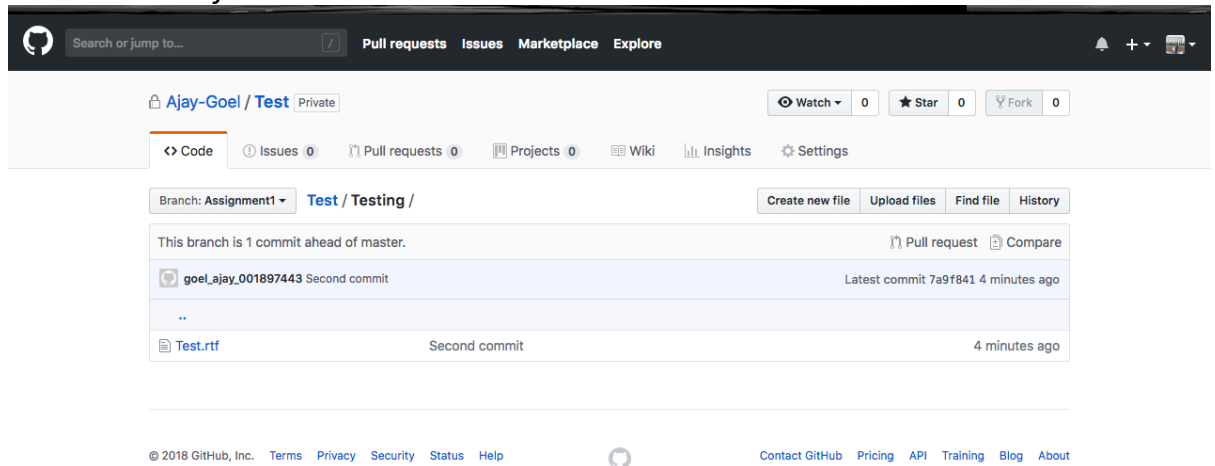 Search or jump to... / Pull requests Issues Marketplace Explore
Ajay-Goel / Test Private Watch 0 Star 0 Fork 0
Code Issues 0 Pull requests 0 Projects 0 Wiki Insights Settings
Branch: Assignment1 Test / Testing / Create new file Upload files Find file History
This branch is 1 commit ahead of master. Pull request Compare
goel_ajay_001897443 Second commit Latest commit 7a9f841 4 minutes ago
..
Test.rtf Second commit 4 minutes ago
© 2018 GitHub, Inc. Terms Privacy Security Status Help Contact GitHub Pricing API Training Blog About